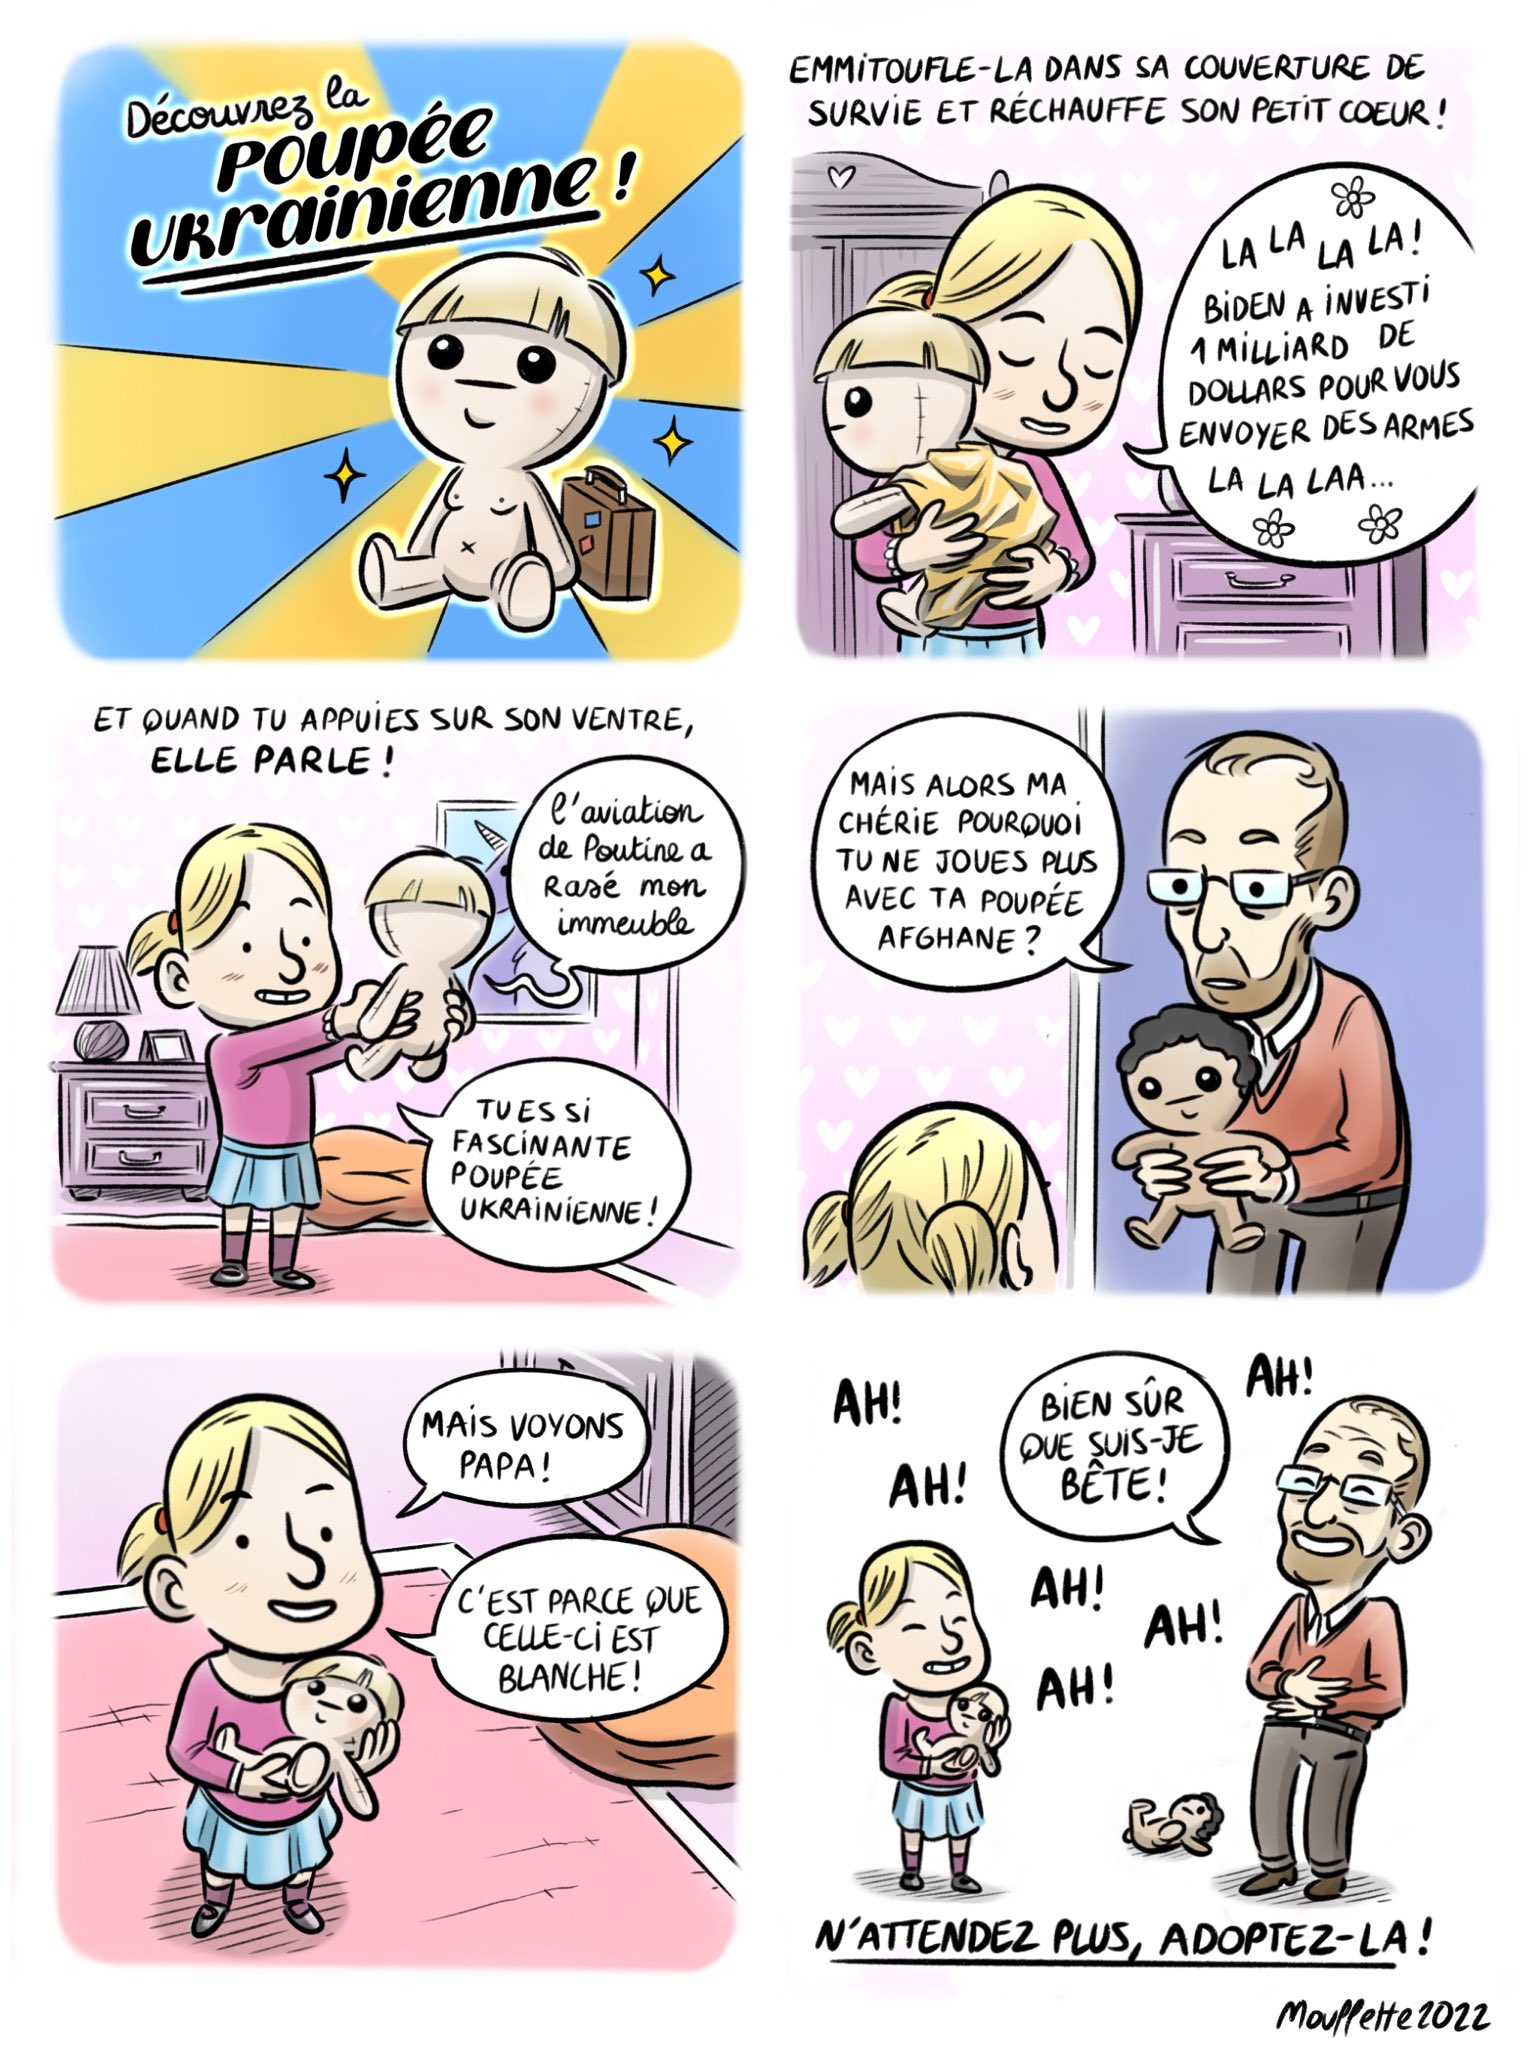 Découvrez la
Poupée
ukrainienne !
EMMITOUFLE-LA DANS SA COUVERTURE DE
SURVIE ET RÉCHAUFFE SON PETIT COEUR !
LA LA LA LA !
BIDEN A INVESTI
1 MILLIARD DE
DOLLARS POUR VOUS
ENVOYER DES ARMES
LA LA LAA...
ET QUAND TU APPUIES SUR SON VENTRE,
ELLE PARLE !
l'aviation
de Poutine a
rasé mon
immeuble
TU ES SI
FASCINANTE
POUPÉE
UKRAINIENNE !
MAIS ALORS MA
CHÉRIE POURQUOI
TU NE JOUES PLUS
AVEC TA POUPÉE
AFGHANE ?
MAIS VOYONS
PAPA !
C'EST PARCE QUE
CELLE-CI EST
BLANCHE !
AH !
AH !
BIEN SÛR
QUE SUIS-JE
BÊTE !
AH !
AH !
AH !
AH !
N'ATTENDEZ PLUS, ADOPTEZ-LA !
Mouffette 2022